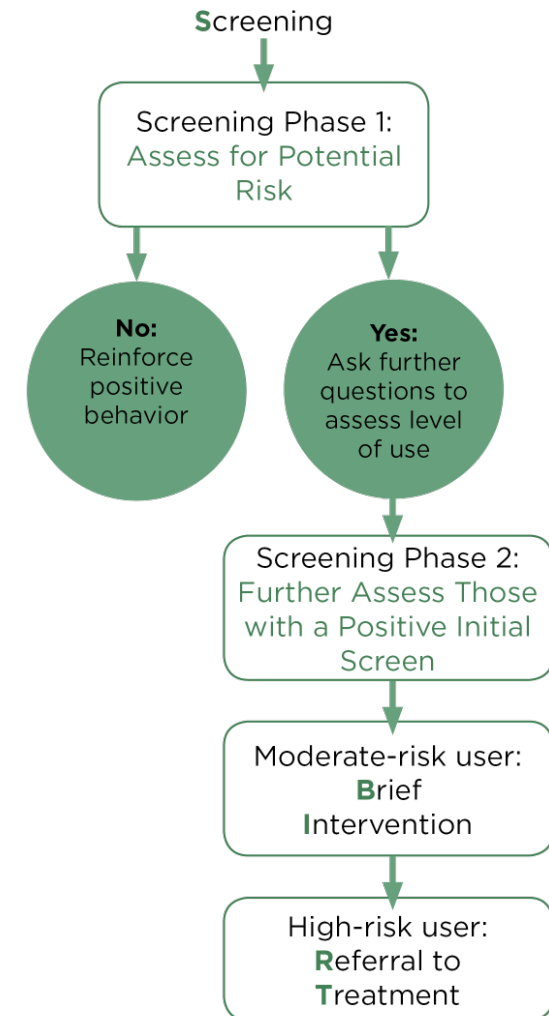 Screening
Screening Phase 1:
Assess for Potential
Risk
No:
Reinforce
positive
behavior
Yes:
Ask further
questions to
assess level
of use
Screening Phase 2:
Further Assess Those
with a Positive Initial
Screen
Moderate-risk user:
Brief
Intervention
High-risk user:
Referral to
Treatment